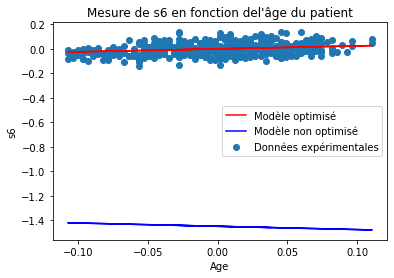 Mesure de s6 en fonction del'âge du patient
0.2
0.0
−0.2
−0.4
−0.6
−0.8
−1.0
−1.2
−1.4
s6
Modèle optimisé
Modèle non optimisé
Données expérimentales
−0.10
−0.05
0.00
0.05
0.10
Age